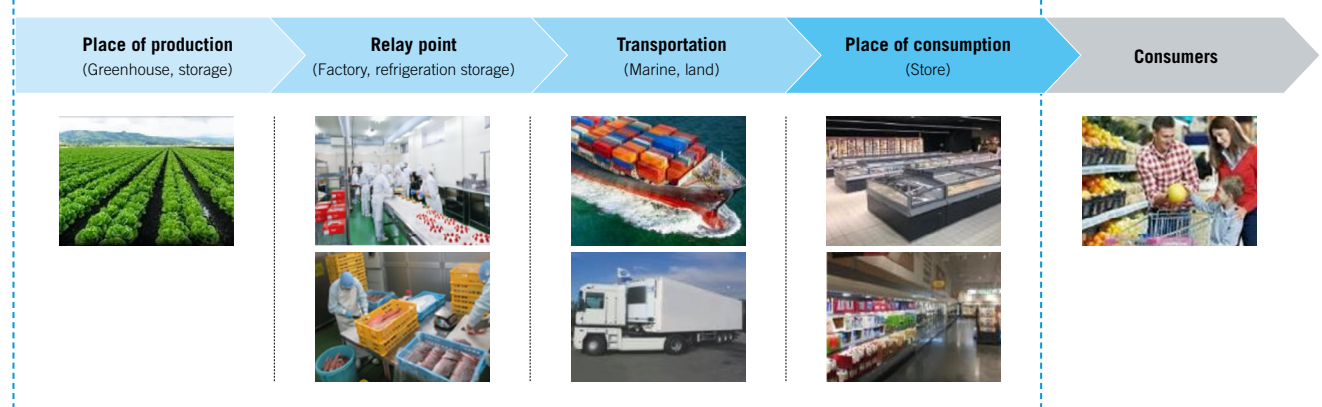 Place of production
(Greenhouse, storage)
Relay point
(Factory, refrigeration storage)
Transportation
(Marine, land)
Place of consumption
(Store)
Consumers